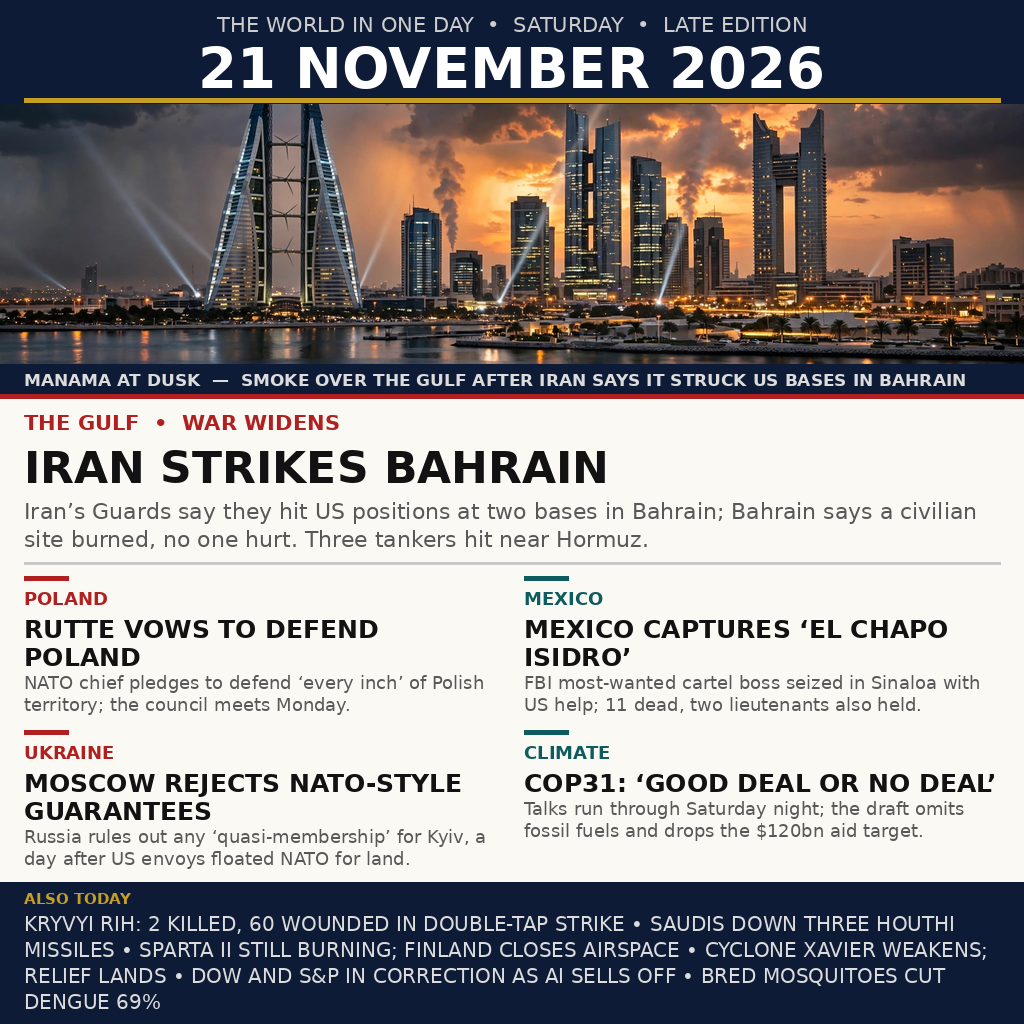 THE WORLD IN ONE DAY • SATURDAY • LATE EDITION
21 NOVEMBER 2026
MANAMA AT DUSK — SMOKE OVER THE GULF AFTER IRAN SAYS IT STRUCK US BASES IN BAHRAIN
THE GULF • WAR WIDENS
IRAN STRIKES BAHRAIN
Iran’s Guards say they hit US positions at two bases in Bahrain; Bahrain says a civilian
site burned, no one hurt. Three tankers hit near Hormuz.
POLAND
RUTTE VOWS TO DEFEND
POLAND
NATO chief pledges to defend ‘every inch’ of Polish
territory; the council meets Monday.
MEXICO
MEXICO CAPTURES ‘EL CHAPO
ISIDRO’
FBI most-wanted cartel boss seized in Sinaloa with
US help; 11 dead, two lieutenants also held.
UKRAINE
MOSCOW REJECTS NATO-STYLE
GUARANTEES
Russia rules out any ‘quasi-membership’ for Kyiv, a
day after US envoys floated NATO for land.
CLIMATE
COP31: ‘GOOD DEAL OR NO DEAL’
Talks run through Saturday night; the draft omits
fossil fuels and drops the $120bn aid target.
ALSO TODAY
KRYVYI RIH: 2 KILLED, 60 WOUNDED IN DOUBLE-TAP STRIKE • SAUDIS DOWN THREE HOUTHI
MISSILES • SPARTA II STILL BURNING; FINLAND CLOSES AIRSPACE • CYCLONE XAVIER WEAKENS;
RELIEF LANDS • DOW AND S&P IN CORRECTION AS AI SELLS OFF • BRED MOSQUITOES CUT
DENGUE 69%